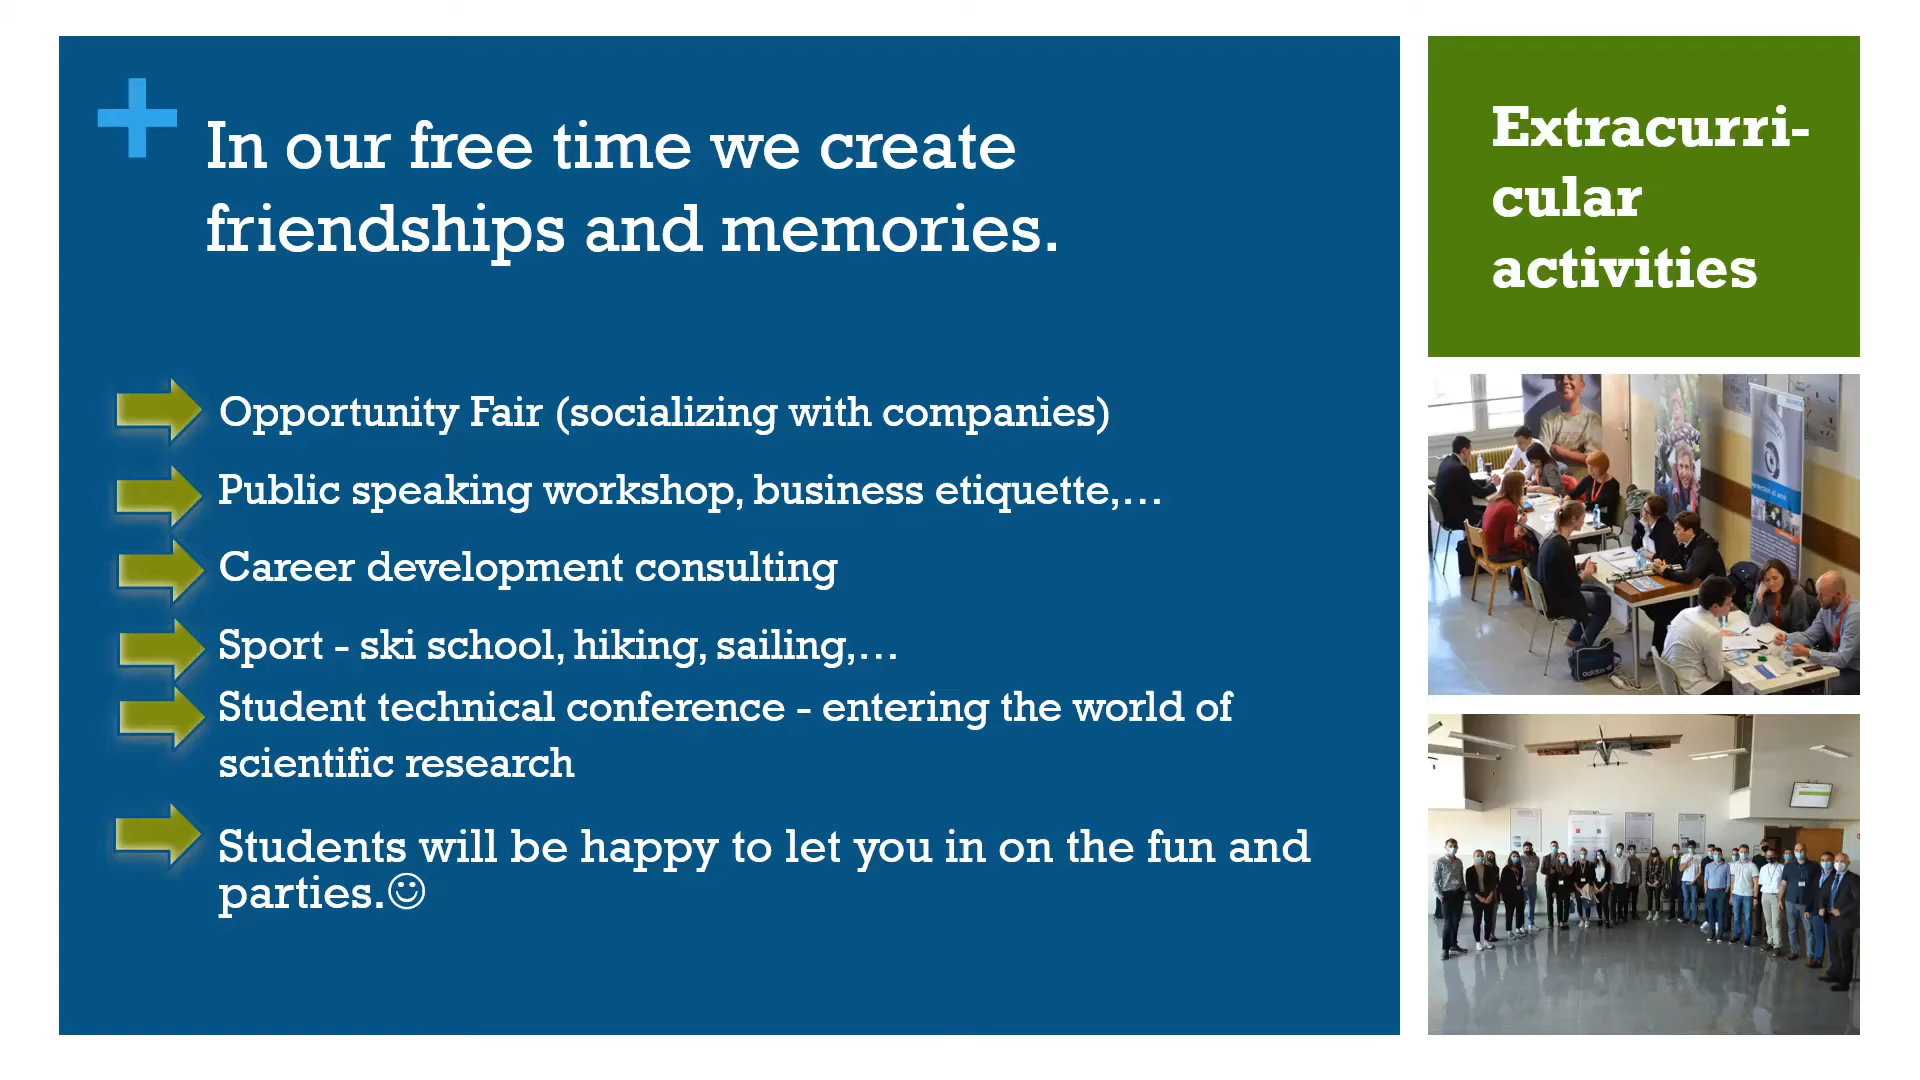 In our free time we create
friendships and memories.
Opportunity Fair (socializing with companies)
Public speaking workshop, business etiquette,...
Career development consulting
Sport - ski school, hiking, sailing,...
Student technical conference - entering the world of
scientific research
Students will be happy to let you in on the fun and
parties.☺
Extracurri-
cular
activities
adidas